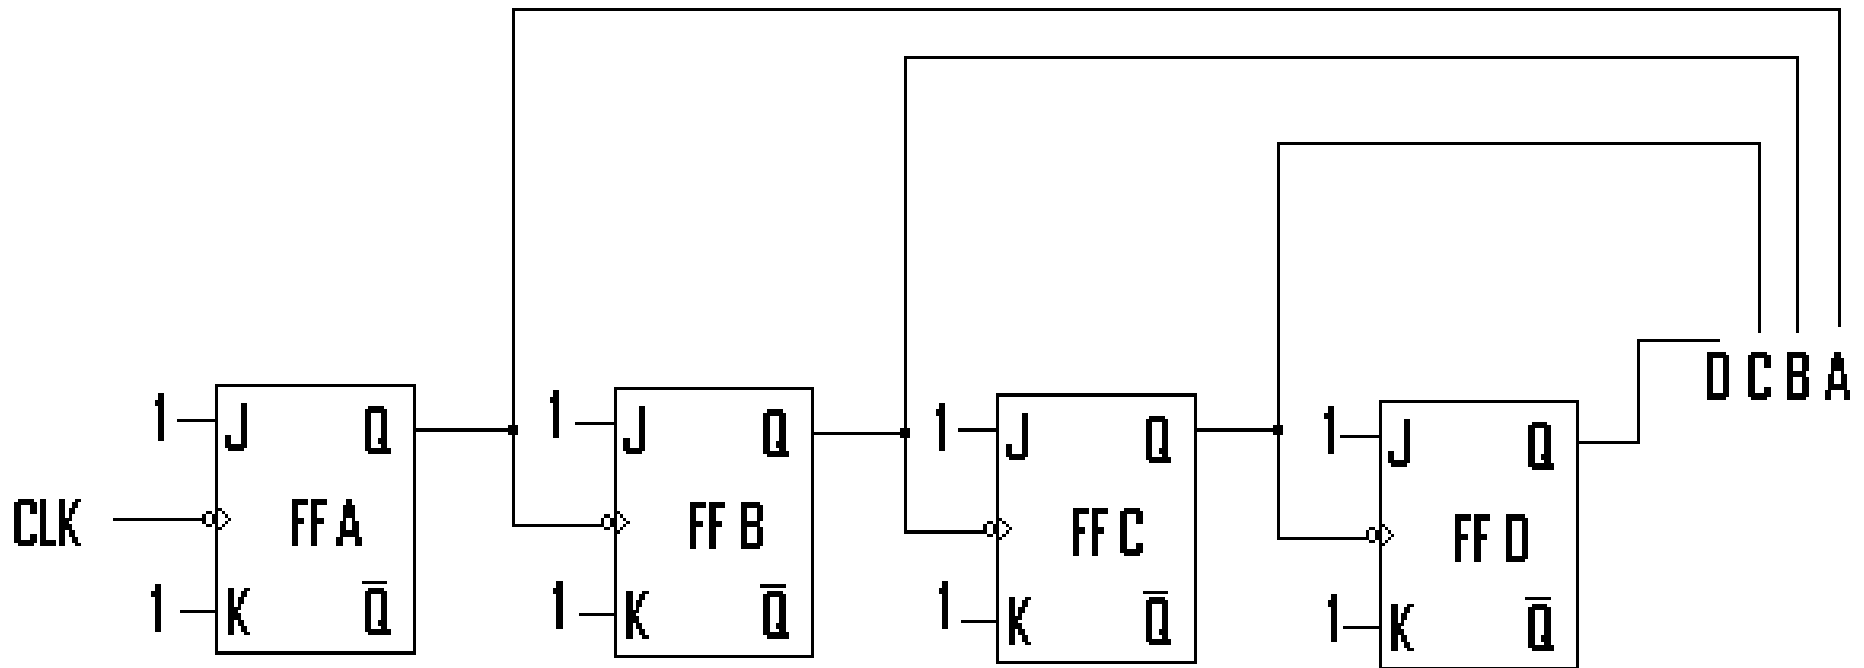 D C B A
1 J Q 1 J Q 1 J Q 1 J Q
CLK FF A FF B FF C FF D
1 K Q̅ 1 K Q̅ 1 K Q̅ 1 K Q̅